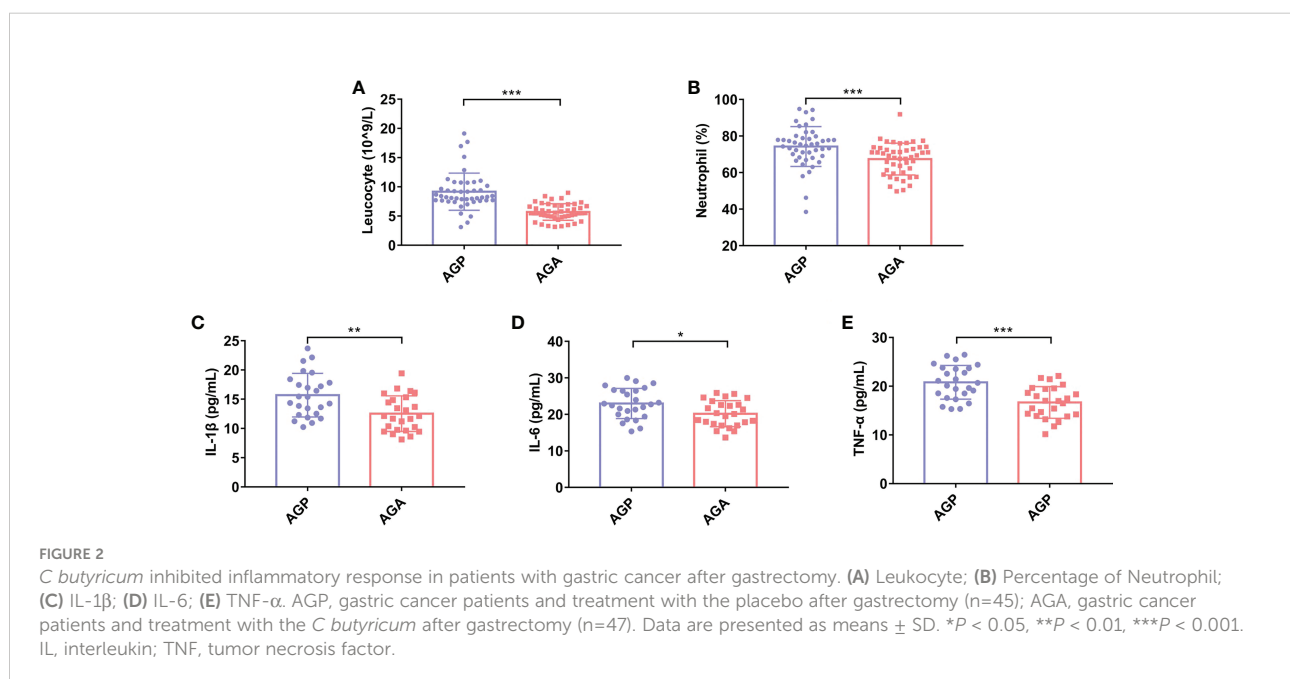 A
B
***
***
Leucocyte (10^9/L)
25
20
15
10
5
0
AGP
AGA
Neutrophil (%)
100
80
60
40
20
AGP
AGA
C
D
E
**
*
***
IL-1β (pg/mL)
25
20
15
10
5
0
AGP
AGA
IL-6 (pg/mL)
40
30
20
10
0
AGP
AGA
TNF-α (pg/mL)
30
20
10
0
AGP
AGP
FIGURE 2
C butyricum inhibited inflammatory response in patients with gastric cancer after gastrectomy. (A) Leukocyte; (B) Percentage of Neutrophil;
(C) IL-1β; (D) IL-6; (E) TNF-α. AGP, gastric cancer patients and treatment with the placebo after gastrectomy (n=45); AGA, gastric cancer
patients and treatment with the C butyricum after gastrectomy (n=47). Data are presented as means ± SD. *P < 0.05, **P < 0.01, ***P < 0.001.
IL, interleukin; TNF, tumor necrosis factor.